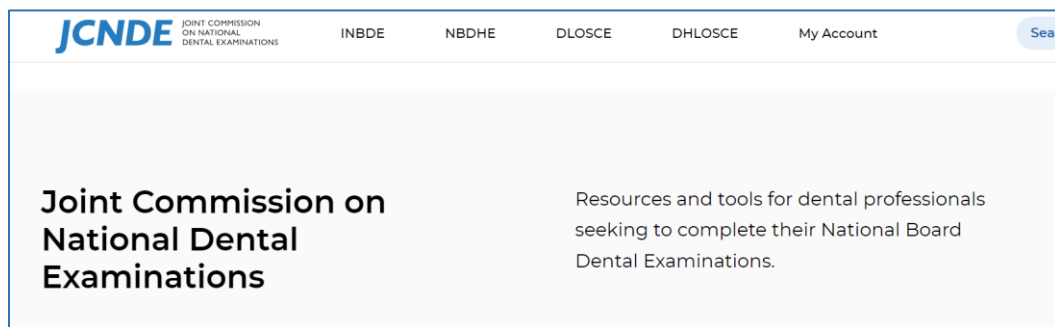 JCNDE JOINT COMMISSION
ON NATIONAL
DENTAL EXAMINATIONS
INBDE NBDHE DLOSCE DHLOSCE My Account Sea
Joint Commission on
National Dental
Examinations
Resources and tools for dental professionals
seeking to complete their National Board
Dental Examinations.